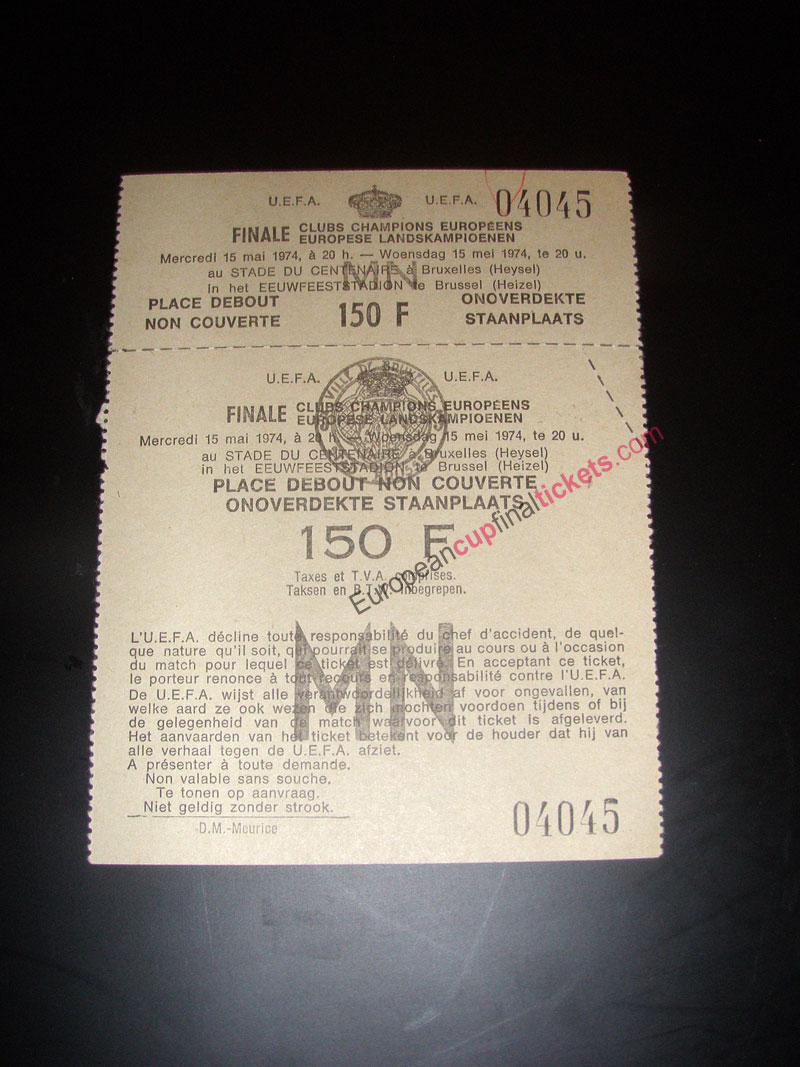 U.E.F.A. U.E.F.A. 04045
FINALE CLUBS CHAMPIONS EUROPÉENS
EUROPESE LANDSKAMPIOENEN
Mercredi 15 mai 1974, à 20 h. — Woensdag 15 mei 1974, te 20 u.
au STADE DU CENTENAIRE à Bruxelles (Heysel)
in het EEUWFEESTSTADION te Brussel (Heizel)
MN
PLACE DEBOUT 150 F ONOVERDEKTE
NON COUVERTE STAANPLAATS
VILLE DE BRUXELLES
U.E.F.A. U.E.F.A.
FINALE CLUBS CHAMPIONS EUROPÉENS
EUROPESE LANDSKAMPIOENEN
Mercredi 15 mai 1974, à 20 h. — Woensdag 15 mei 1974, te 20 u.
au STADE DU CENTENAIRE à Bruxelles (Heysel)
in het EEUWFEESTSTADION te Brussel (Heizel)
PLACE DEBOUT NON COUVERTE
ONOVERDEKTE STAANPLAATS
150 F
Europeancupfinaltickets.com
Taxes et T.V.A. comprises.
Taksen en B.T.W. inbegrepen.
MN
L'U.E.F.A. décline toute responsabilité du chef d'accident, de quel-
que nature qu'il soit, qui pourrait se produire au cours ou à l'occasion
du match pour lequel ce ticket est délivré. En acceptant ce ticket,
le porteur renonce à tout recours en responsabilité contre l'U.E.F.A.
De U.E.F.A. wijst alle verantwoordelijkheid af voor ongevallen, van
welke aard ze ook wezen die zich mochten voordoen tijdens of bij
de gelegenheid van de match waarvoor dit ticket is afgeleverd.
Het aanvaarden van het ticket betekent voor de houder dat hij van
alle verhaal tegen de U.E.F.A. afziet.
A présenter à toute demande.
Non valable sans souche.
Te tonen op aanvraag.
Niet geldig zonder strook.
D.M.-Meurice
04045